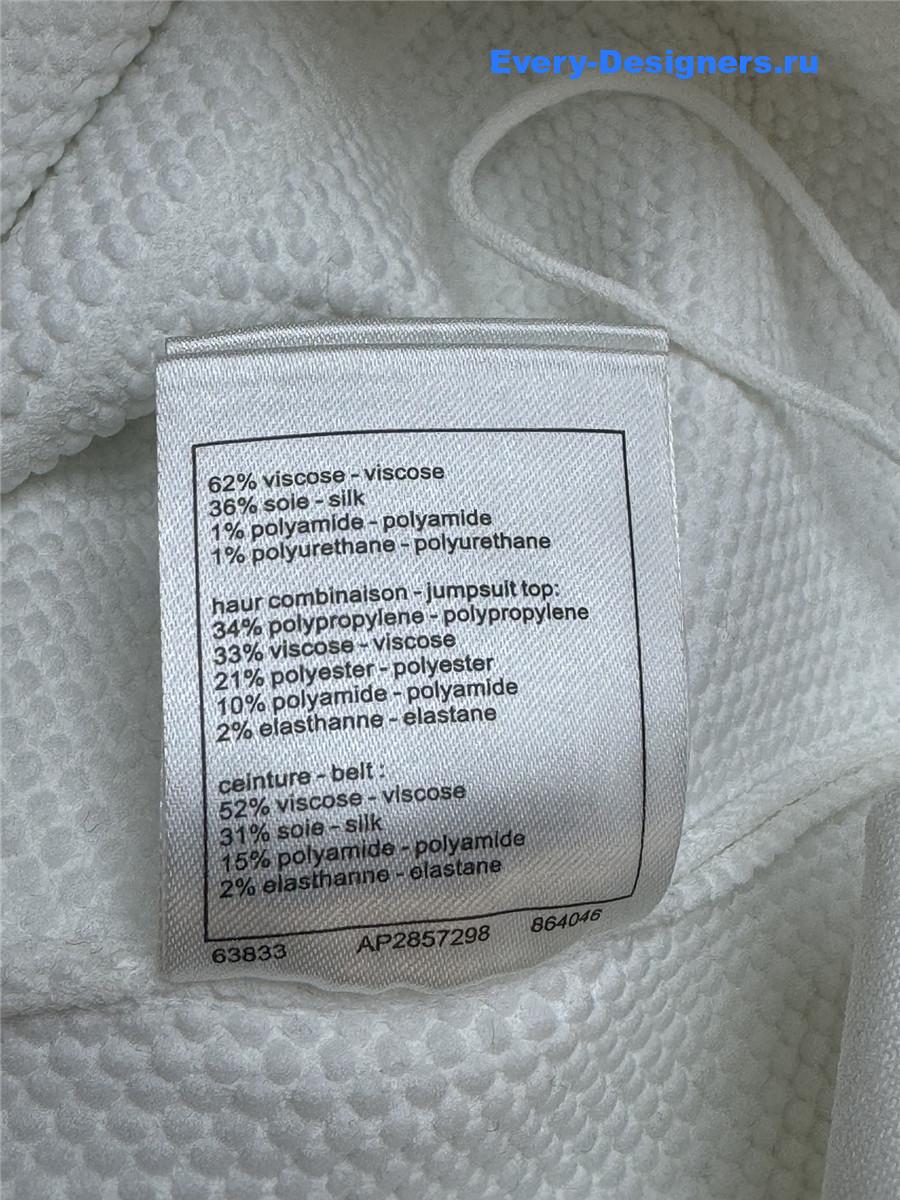 Every-Designers.ru
62% viscose - viscose
36% soie - silk
1% polyamide - polyamide
1% polyurethane - polyurethane
haur combinaison - jumpsuit top:
34% polypropylene - polypropylene
33% viscose - viscose
21% polyester - polyester
10% polyamide - polyamide
2% elasthanne - elastane
ceinture - belt :
52% viscose - viscose
31% soie - silk
15% polyamide - polyamide
2% elasthanne - elastane
63833 AP2857298 864046